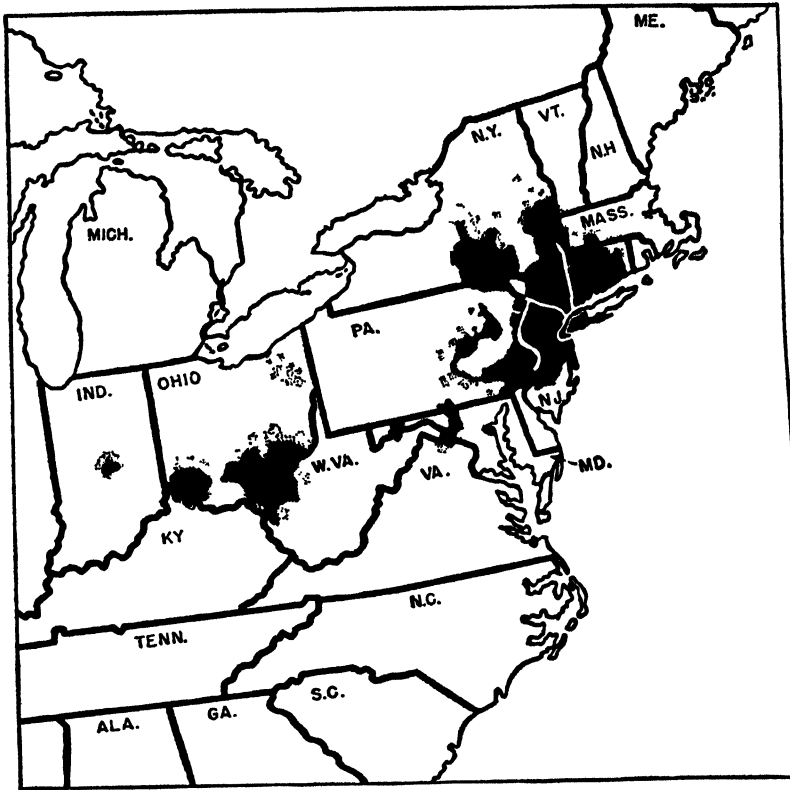 ME.
N.Y.
VT.
N.H
MASS.
MICH.
PA.
IND.
OHIO
N.J.
W.VA.
VA.
MD.
KY
N.C.
TENN.
S.C.
GA.
ALA.